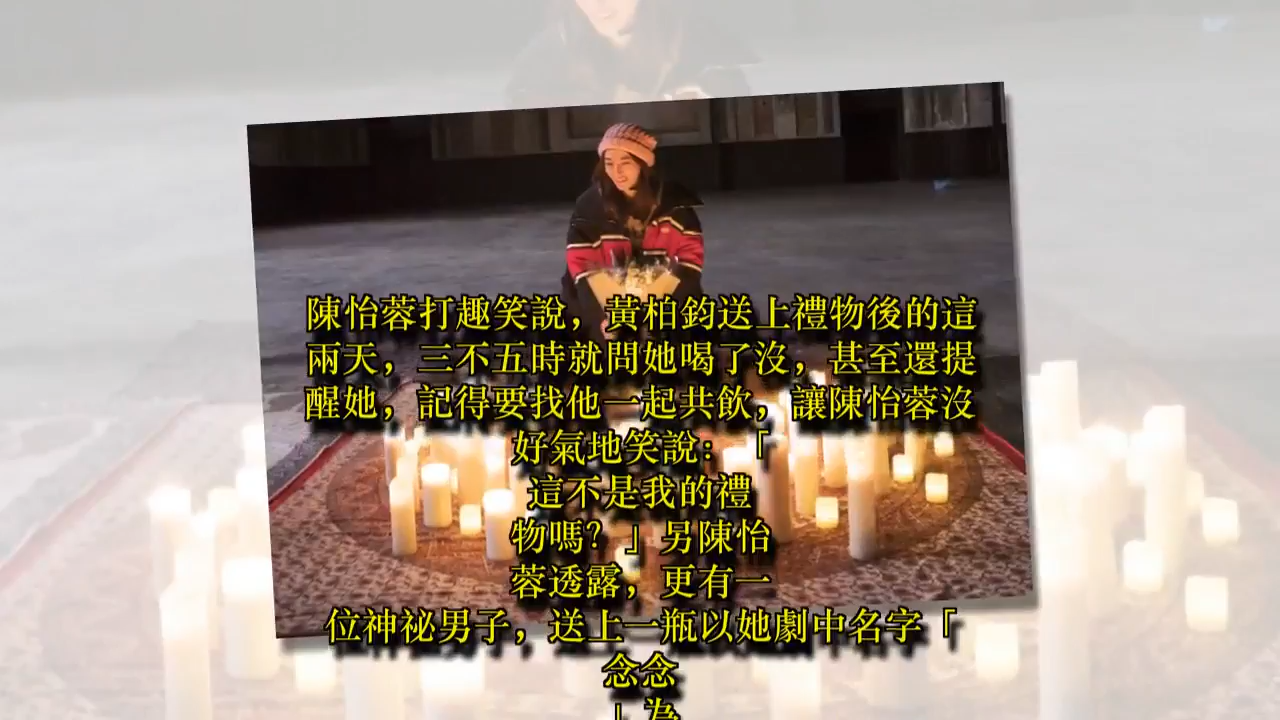 陳怡蓉打趣笑說，黃柏鈞送上禮物後的這
兩天，三不五時就問她喝了沒，甚至還提
醒她，記得要找他一起共飲，讓陳怡蓉沒
好氣地笑說：「
這不是我的禮
物嗎？」另陳怡
蓉透露，更有一
位神祕男子，送上一瓶以她劇中名字「
念念
」為